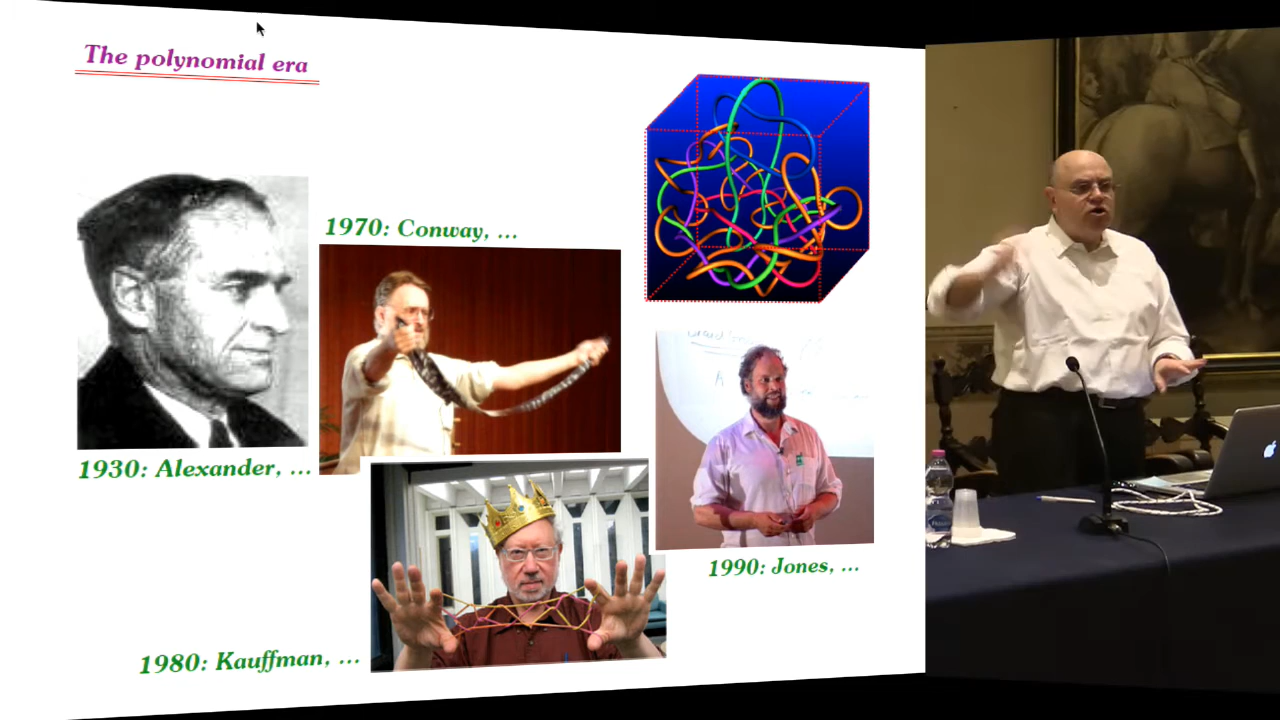 The polynomial era
1970: Conway, ...
1930: Alexander, ...
1990: Jones, ...
1980: Kauffman, ...